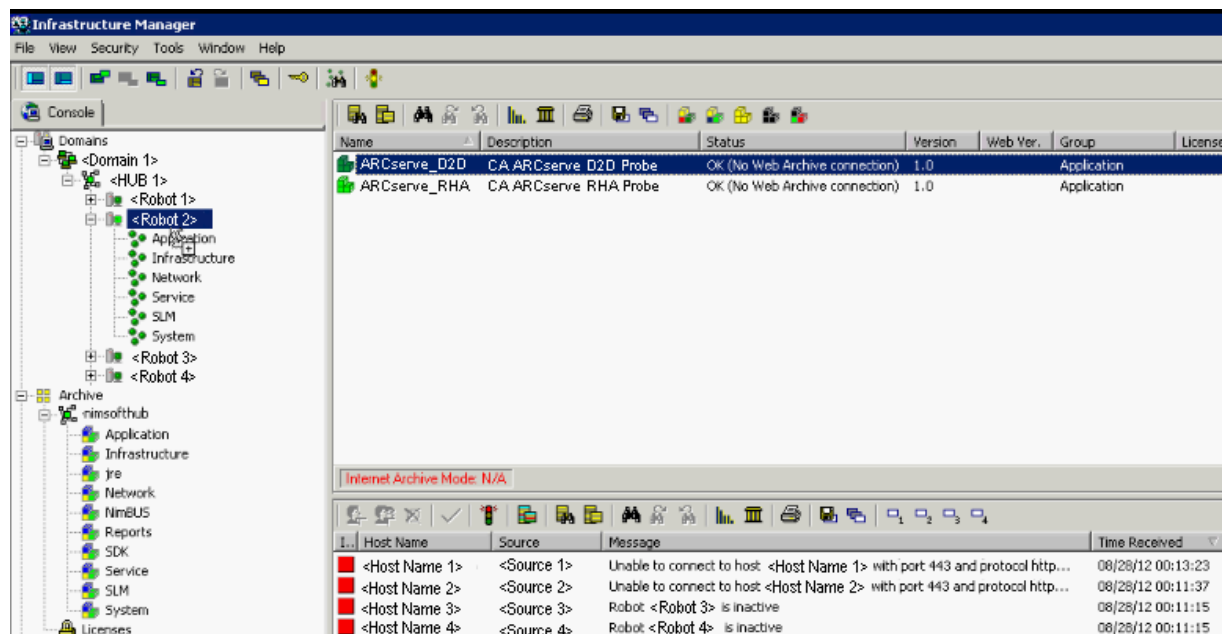 Infrastructure Manager
File View Security Tools Window Help
Console
Domains
<Domain 1>
<HUB 1>
<Robot 1>
<Robot 2>
Application
Infrastructure
Network
Service
SLM
System
<Robot 3>
<Robot 4>
Archive
nimsofthub
Application
Infrastructure
jre
Network
NimBUS
Reports
SDK
Service
SLM
System
Licenses
Name Description Status Version Web Ver. Group License
ARCserve_D2D CA ARCserve D2D Probe OK (No Web Archive connection) 1.0 Application
ARCserve_RHA CA ARCserve RHA Probe OK (No Web Archive connection) 1.0 Application
Internet Archive Mode: N/A
1 2 3 4
I... Host Name Source Message Time Received
<Host Name 1> <Source 1> Unable to connect to host <Host Name 1> with port 443 and protocol http... 08/28/12 00:13:23
<Host Name 2> <Source 2> Unable to connect to host <Host Name 2> with port 443 and protocol http... 08/28/12 00:11:37
<Host Name 3> <Source 3> Robot <Robot 3> is inactive 08/28/12 00:11:15
<Host Name 4> <Source 4> Robot <Robot 4> is inactive 08/28/12 00:11:15